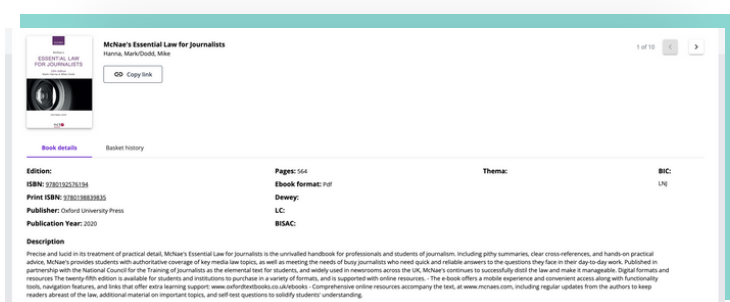 McNae's Essential Law for Journalists
Hanna, Mark/Dodd, Mike
1 of 10
Copy link
ESSENTIAL LAW
FOR JOURNALISTS
Book details
Basket history
Edition:
Pages: 564
Thema:
BIC:
ISBN: 9780192576194
Ebook format: Pdf
LNJ
Print ISBN: 9780198839835
Dewey:
Publisher: Oxford University Press
LC:
Publication Year: 2020
BISAC:
Description
Precise and lucid in its treatment of practical detail, McNae's Essential Law for Journalists is the unrivalled handbook for professionals and students of journalism. Including pithy summaries, clear cross-references, and hands-on practical
advice, McNae's provides students with authoritative coverage of key media law topics, as well as meeting the needs of busy journalists who need quick and reliable answers to the questions they face in their day-to-day work. Published in
partnership with the National Council for the Training of Journalists as the elemental text for students, and widely used in newsrooms across the UK, McNae's continues to successfully distil the law and make it manageable. Digital formats and
resources The twenty-fifth edition is available for students and institutions to purchase in a variety of formats, and is supported with online resources. - The e-book offers a mobile experience and convenient access along with functionality
tools, navigation features, and links that offer extra learning support: www.oxfordtextbooks.co.uk/ebooks - Comprehensive online resources accompany the text, at www.mcnaes.com, including regular updates from the authors to keep
readers abreast of the law, additional material on important topics, and self-test questions to solidify students' understanding.